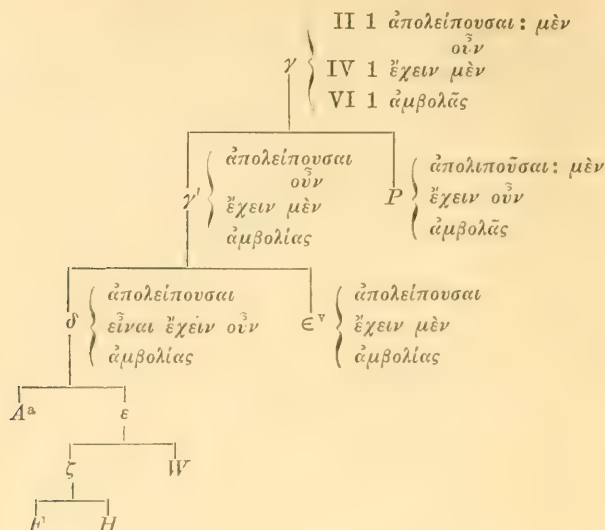 II 1 ἀπολείπουσαι: μὲν
οὖν
γ IV 1 ἔχειν μὲν
VI 1 ἀμβολᾶς
ἀπολείπουσαι
οὖν
γ' ἔχειν μὲν
ἀμβολίας
ἀπολιποῦσαι: μὲν
P ἔχειν οὖν
ἀμβολᾶς
ἀπολείπουσαι
δ εἶναι ἔχειν οὖν
ἀμβολίας
ἀπολείπουσαι
ϵᵛ ἔχειν μὲν
ἀμβολίας
Aᵃ ε
ζ W
F H